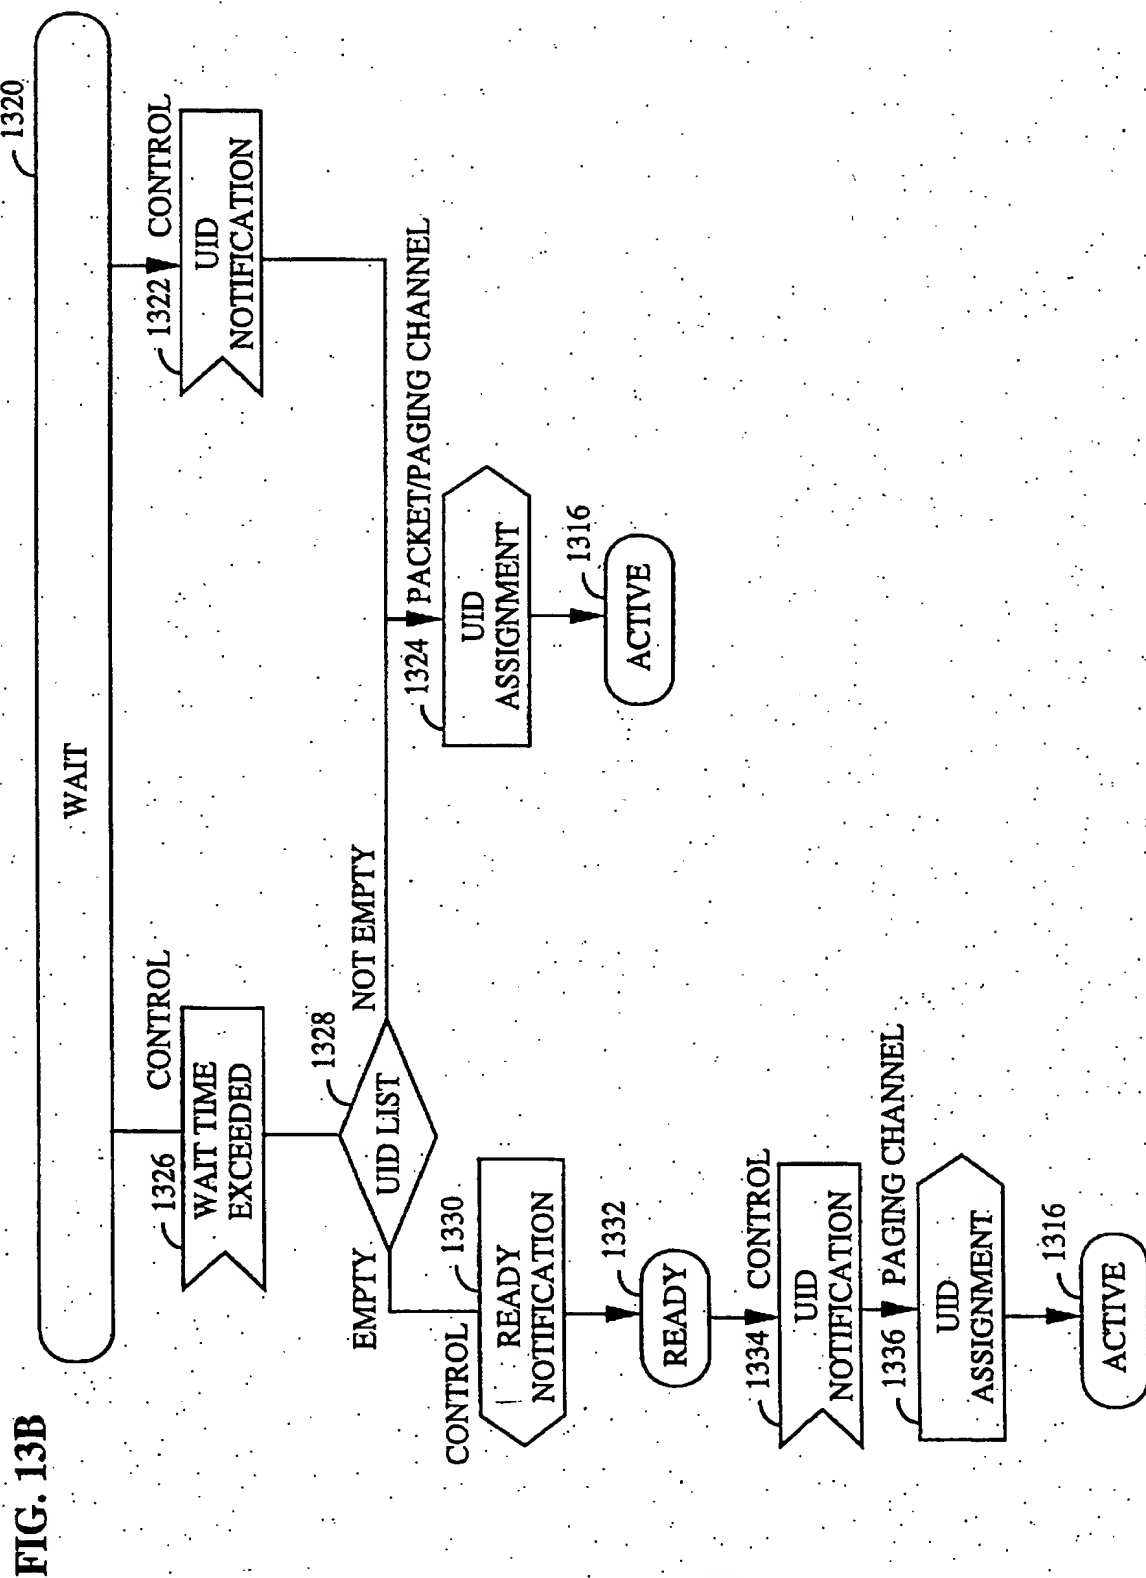 FIG. 13B
1320
WAIT
1326
CONTROL
WAIT TIME
EXCEEDED
1322
CONTROL
UID
NOTIFICATION
1328
UID LIST
EMPTY
NOT EMPTY
1324
PACKET/PAGING CHANNEL
UID
ASSIGNMENT
1316
ACTIVE
CONTROL
1330
READY
NOTIFICATION
1332
READY
1334
CONTROL
UID
NOTIFICATION
1336
PAGING CHANNEL
UID
ASSIGNMENT
1316
ACTIVE